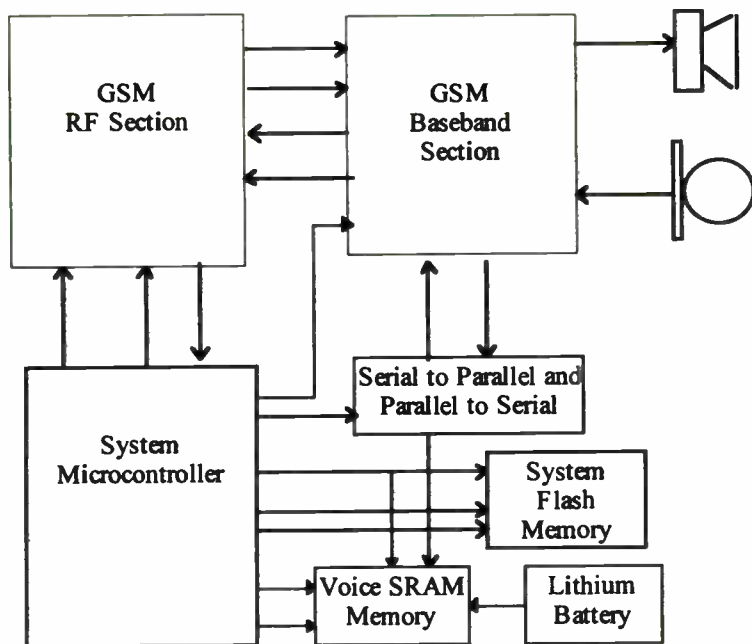 GSM
RF Section
GSM
Baseband
Section
Serial to Parallel and
Parallel to Serial
System
Microcontroller
System
Flash
Memory
Voice SRAM
Memory
Lithium
Battery